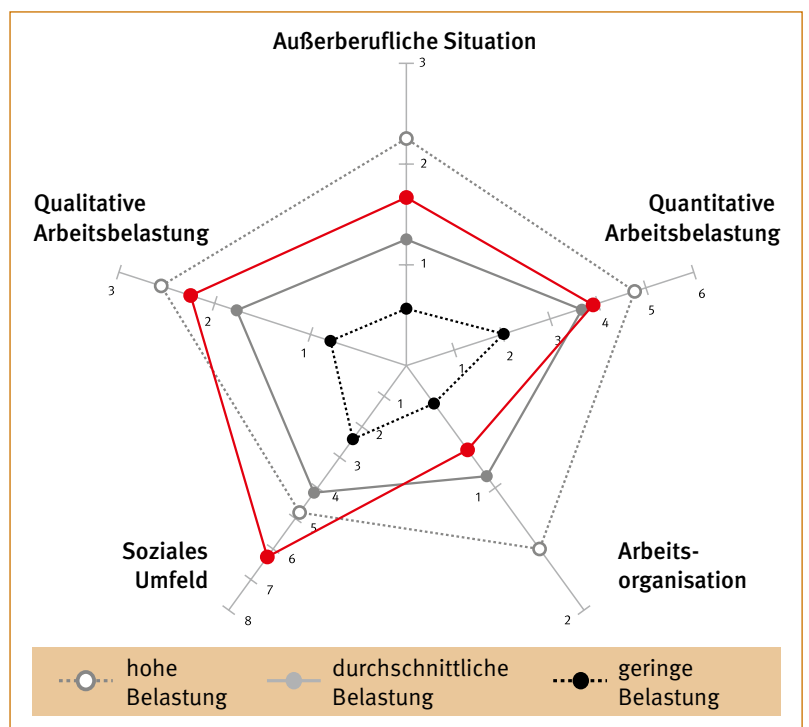 Außerberufliche Situation
3
2
1
Qualitative
Arbeitsbelastung
3
2
1
Quantitative
Arbeitsbelastung
6
5
4
3
2
1
Soziales
Umfeld
1
2
3
4
5
6
7
8
Arbeits-
organisation
1
2
hohe
Belastung
durchschnittliche
Belastung
geringe
Belastung